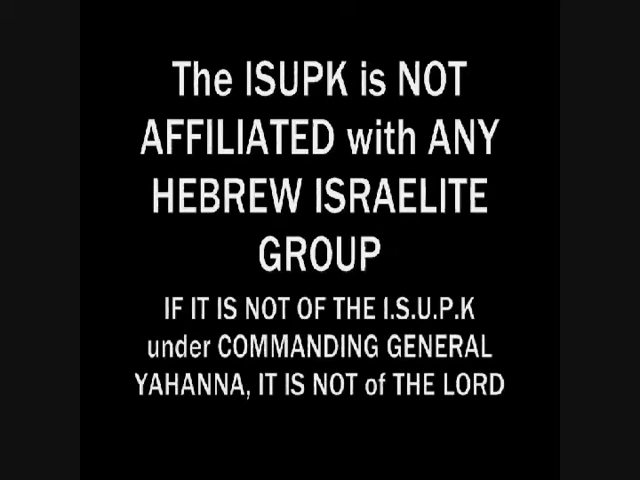 The ISUPK is NOT
AFFILIATED with ANY
HEBREW ISRAELITE
GROUP
IF IT IS NOT OF THE I.S.U.P.K
under COMMANDING GENERAL
YAHANNA, IT IS NOT of THE LORD